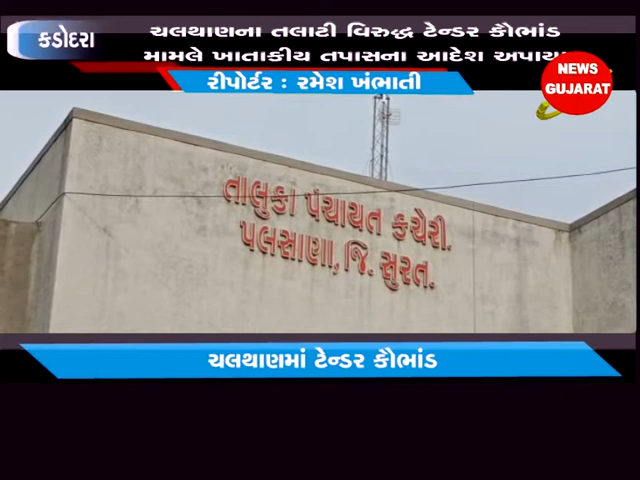 કડોદરા
ચલથાણના તલાટી વિરુદ્ધ ટેન્ડર કૌભાંડ
મામલે ખાતાકીય તપાસના આદેશ અપાયા
રીપોર્ટર : રમેશ ખંભાતી
NEWS
GUJARAT
તાલુકા પંચાયત કચેરી.
પલસાણા, જિ. સુરત.
ચલથાણમાં ટેન્ડર કૌભાંડ